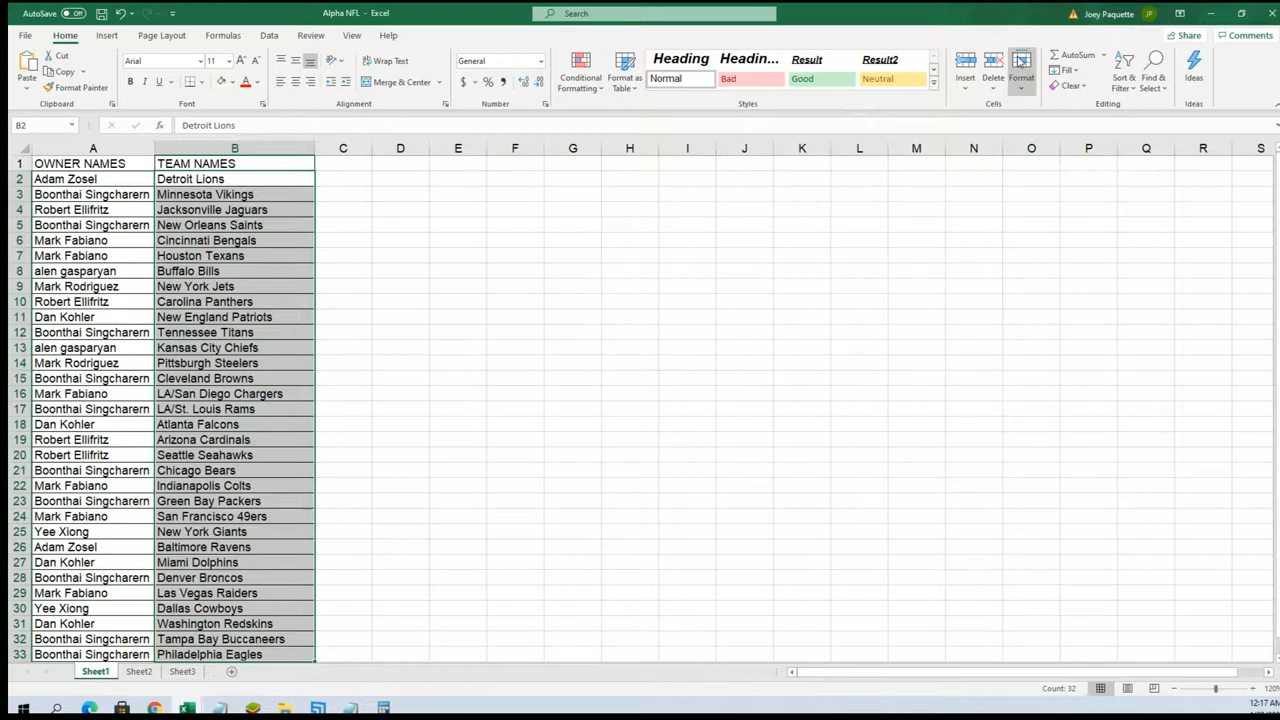 AutoSave Off
Alpha NFL - Excel
Search
Joey Paquette JP
File Home Insert Page Layout Formulas Data Review View Help
Share Comments
Paste
Cut
Copy
Format Painter
Clipboard
Arial 11
B I U
Font
Wrap Text
Merge & Center
Alignment
General
$ % ,
Number
Conditional Formatting
Format as Table
Heading Headin... Result Result2
Normal Bad Good Neutral
Styles
Insert Delete Format
Cells
AutoSum
Fill
Clear
Sort & Filter
Find & Select
Editing
Ideas
Ideas
B2 fx Detroit Lions
A B C D E F G H I J K L M N O P Q R S
1 OWNER NAMES TEAM NAMES
2 Adam Zosel Detroit Lions
3 Boonthai Singcharern Minnesota Vikings
4 Robert Ellifritz Jacksonville Jaguars
5 Boonthai Singcharern New Orleans Saints
6 Mark Fabiano Cincinnati Bengals
7 Mark Fabiano Houston Texans
8 alen gasparyan Buffalo Bills
9 Mark Rodriguez New York Jets
10 Robert Ellifritz Carolina Panthers
11 Dan Kohler New England Patriots
12 Boonthai Singcharern Tennessee Titans
13 alen gasparyan Kansas City Chiefs
14 Mark Rodriguez Pittsburgh Steelers
15 Boonthai Singcharern Cleveland Browns
16 Mark Fabiano LA/San Diego Chargers
17 Boonthai Singcharern LA/St. Louis Rams
18 Dan Kohler Atlanta Falcons
19 Robert Ellifritz Arizona Cardinals
20 Robert Ellifritz Seattle Seahawks
21 Boonthai Singcharern Chicago Bears
22 Mark Fabiano Indianapolis Colts
23 Boonthai Singcharern Green Bay Packers
24 Mark Fabiano San Francisco 49ers
25 Yee Xiong New York Giants
26 Adam Zosel Baltimore Ravens
27 Dan Kohler Miami Dolphins
28 Boonthai Singcharern Denver Broncos
29 Mark Fabiano Las Vegas Raiders
30 Yee Xiong Dallas Cowboys
31 Dan Kohler Washington Redskins
32 Boonthai Singcharern Tampa Bay Buccaneers
33 Boonthai Singcharern Philadelphia Eagles
Sheet1 Sheet2 Sheet3
Count: 32 120%
12:17 AM